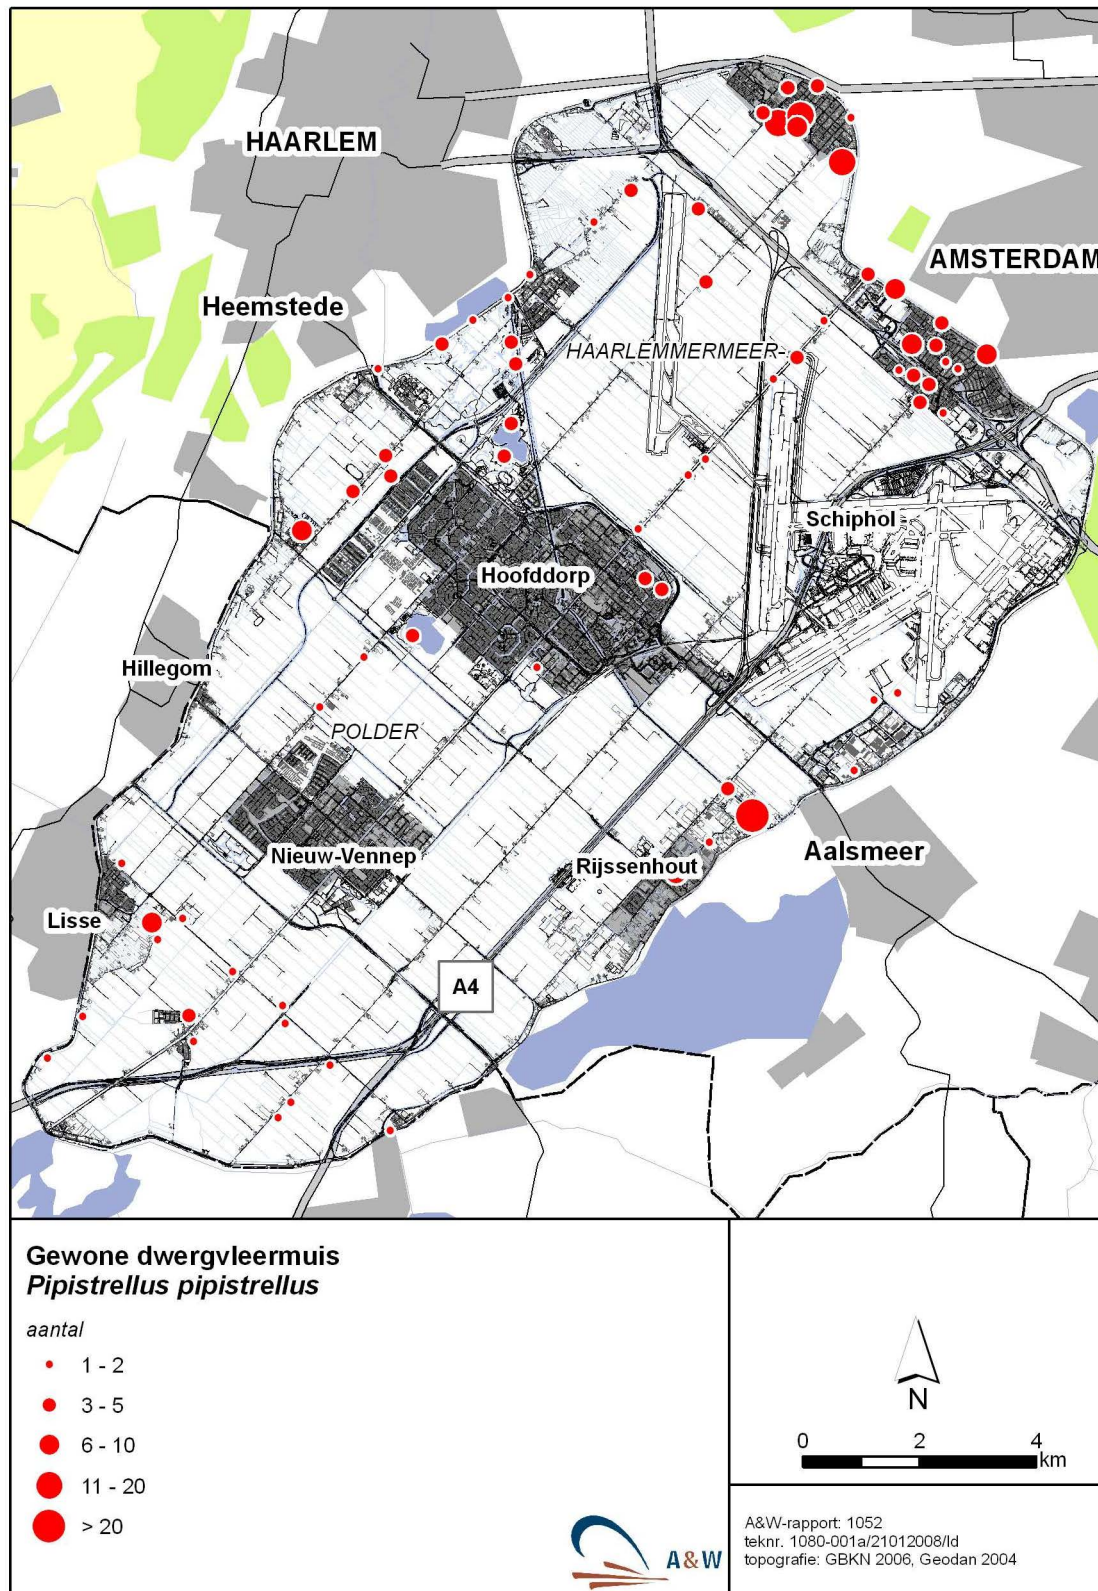 HAARLEM
AMSTERDAM
Heemstede
HAARLEMMERMEER-
Schiphol
Hoofddorp
Hillegom
POLDER
Nieuw-Vennep
Rijssenhout
Aalsmeer
Lisse
A4
Gewone dwergvleermuis
Pipistrellus pipistrellus
aantal
1 - 2
3 - 5
6 - 10
11 - 20
> 20
A&W
N
0 2 4
km
A&W-rapport: 1052
teknr. 1080-001a/21012008/ld
topografie: GBKN 2006, Geodan 2004